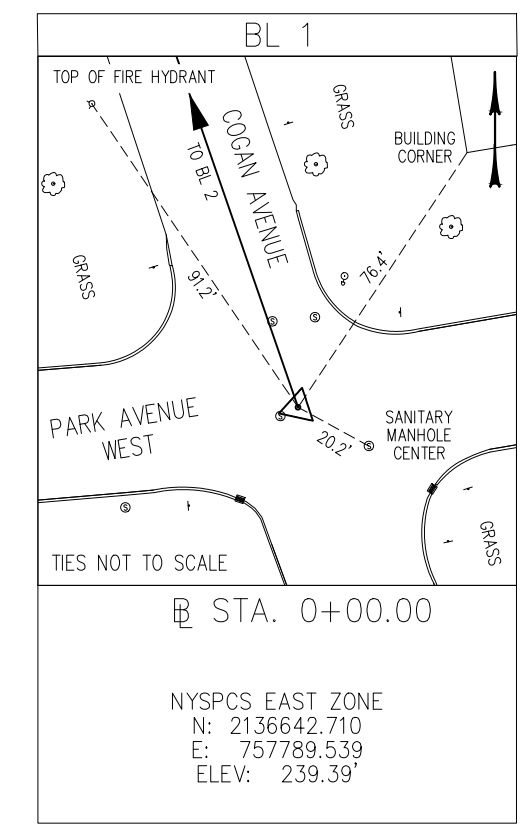 BL 1
TOP OF FIRE HYDRANT
GRASS
COGAN AVENUE
BUILDING
CORNER
TO BL 2
76.4'
GRASS
91.2'
PARK AVENUE
WEST
SANITARY
MANHOLE
CENTER
20.2'
S
S
S
S
S
GRASS
TIES NOT TO SCALE
BL STA. 0+00.00
NYSPCS EAST ZONE
N: 2136642.710
E: 757789.539
ELEV: 239.39'